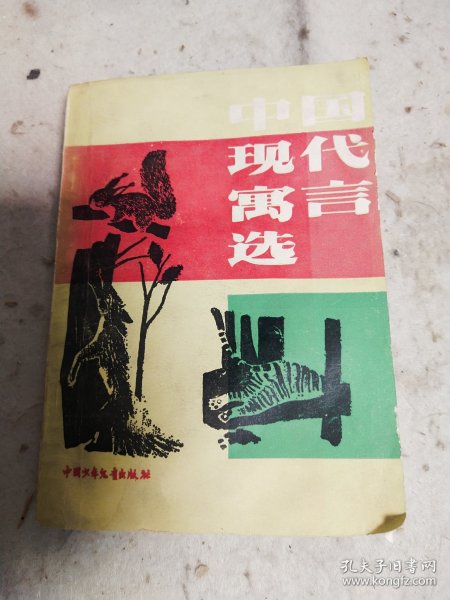 中国
现代
寓言
选
中国少年儿童出版社
孔夫子旧书网
www.kongfz.com